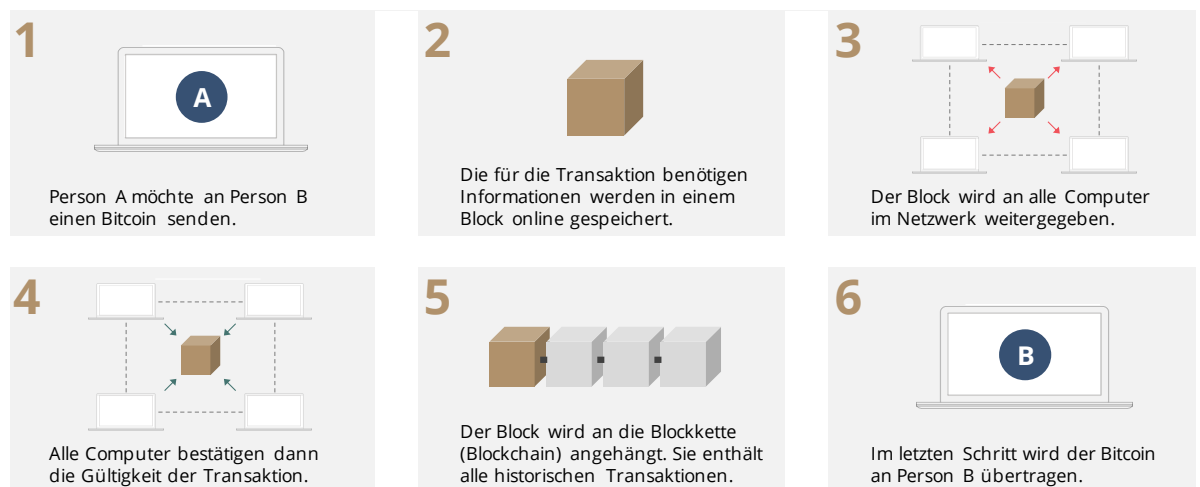 1
A
Person A möchte an Person B
einen Bitcoin senden.
2
Die für die Transaktion benötigen
Informationen werden in einem
Block online gespeichert.
3
Der Block wird an alle Computer
im Netzwerk weitergegeben.
4
Alle Computer bestätigen dann
die Gültigkeit der Transaktion.
5
Der Block wird an die Blockkette
(Blockchain) angehängt. Sie enthält
alle historischen Transaktionen.
6
B
Im letzten Schritt wird der Bitcoin
an Person B übertragen.